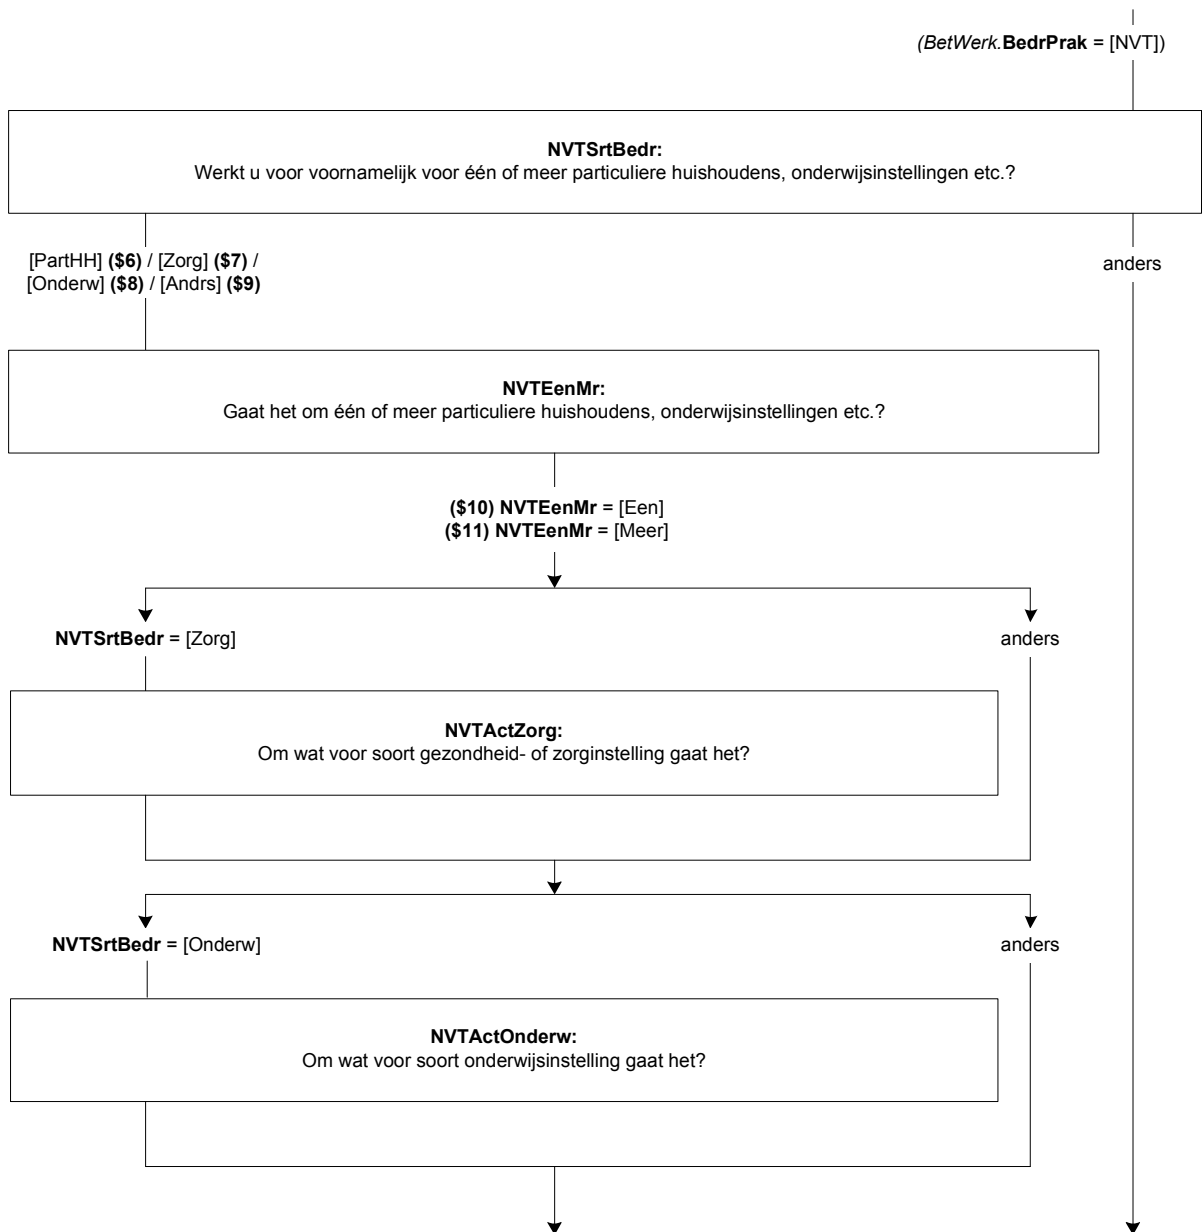 (BetWerk.BedrPrak = [NVT])
NVTSrtBedr:
Werkt u voor voornamelijk voor één of meer particuliere huishoudens, onderwijsinstellingen etc.?
[PartHH] ($6) / [Zorg] ($7) /
[Onderw] ($8) / [Andrs] ($9)
anders
NVTEenMr:
Gaat het om één of meer particuliere huishoudens, onderwijsinstellingen etc.?
($10) NVTEenMr = [Een]
($11) NVTEenMr = [Meer]
NVTSrtBedr = [Zorg]
anders
NVTActZorg:
Om wat voor soort gezondheid- of zorginstelling gaat het?
NVTSrtBedr = [Onderw]
anders
NVTActOnderw:
Om wat voor soort onderwijsinstelling gaat het?